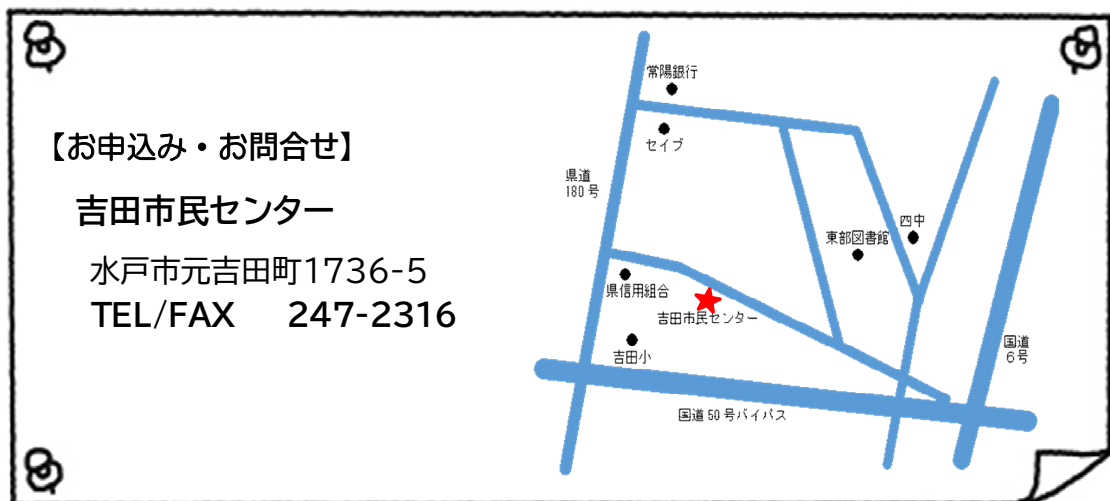 【お申込み・お問合せ】
吉田市民センター
水戸市元吉田町1736-5
TEL/FAX 247-2316
常陽銀行
セイブ
県道
180号
四中
東部図書館
県信用組合
吉田市民センター
吉田小
国道
6号
国道50号バイパス